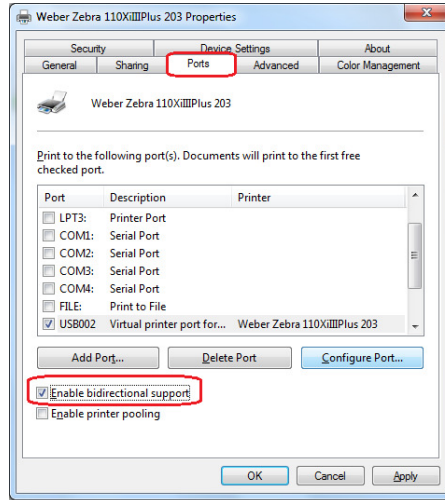 Weber Zebra 110XiIIIPlus 203 Properties
Security Device Settings About
General Sharing Ports Advanced Color Management
Weber Zebra 110XiIIIPlus 203
Print to the following port(s). Documents will print to the first free
checked port.
Port Description Printer
LPT3: Printer Port
COM1: Serial Port
COM2: Serial Port
COM3: Serial Port
COM4: Serial Port
FILE: Print to File
USB002 Virtual printer port for... Weber Zebra 110XiIIIPlus 203
Add Port... Delete Port Configure Port...
Enable bidirectional support
Enable printer pooling
OK Cancel Apply